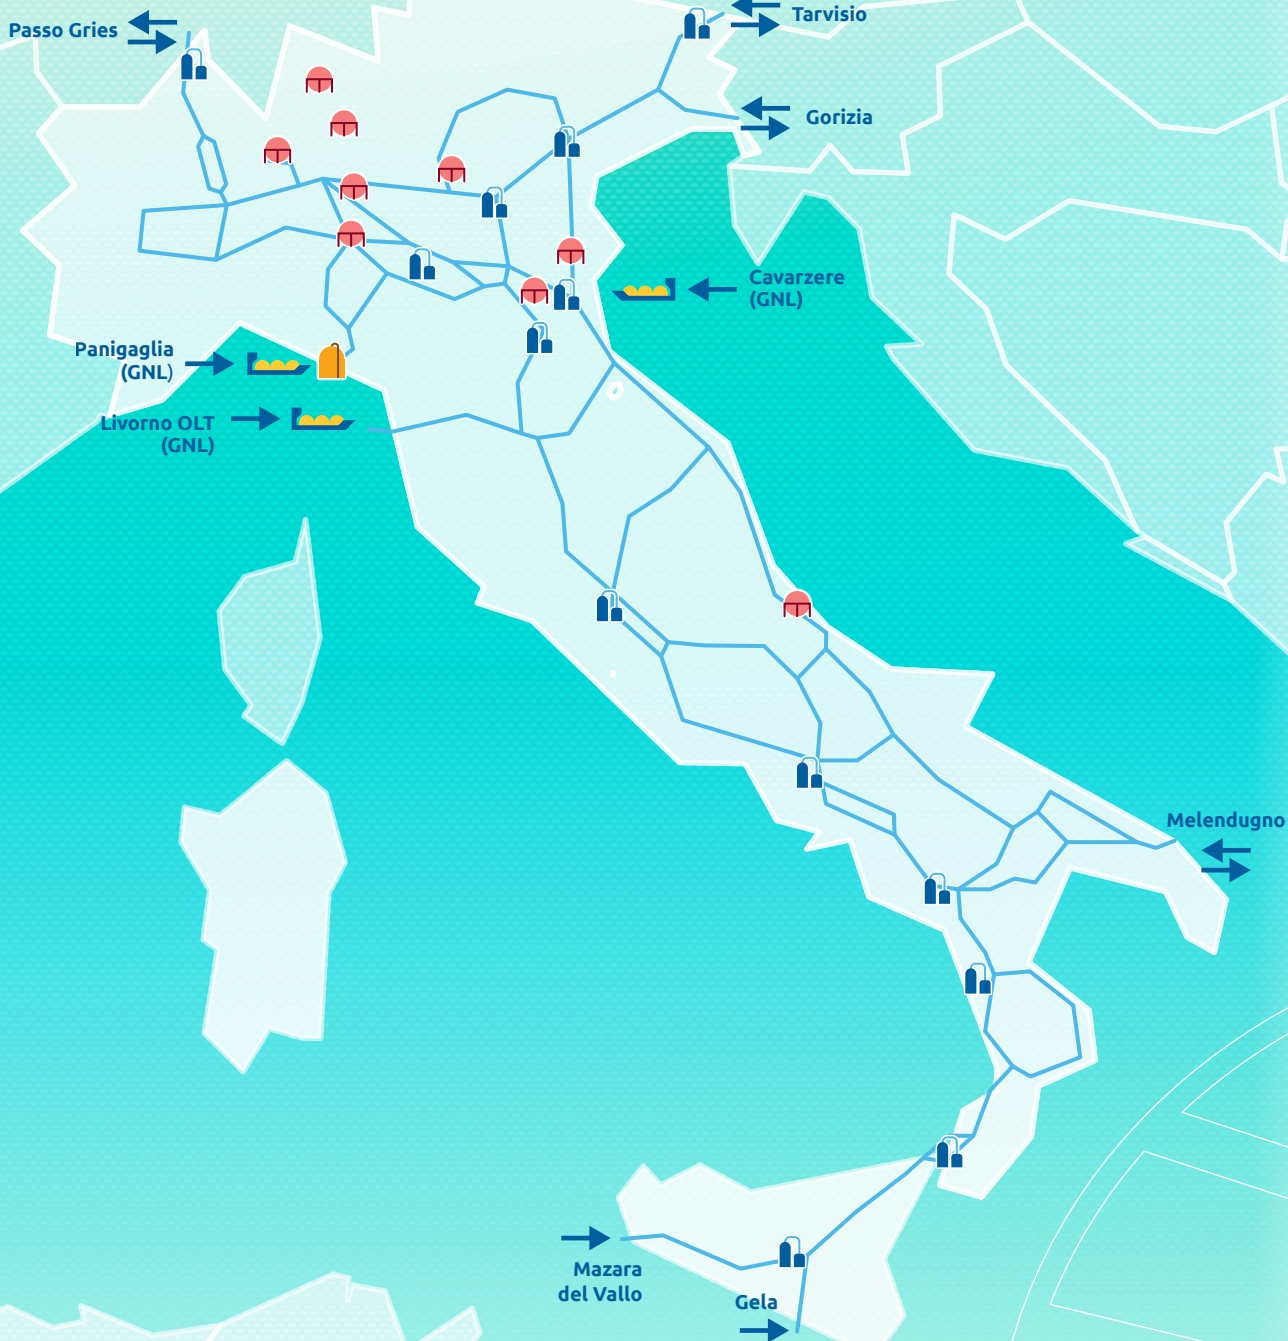 Passo Gries
Tarvisio
Gorizia
Cavarzere
(GNL)
Panigaglia
(GNL)
Livorno OLT
(GNL)
Melendugno
Mazara
del Vallo
Gela